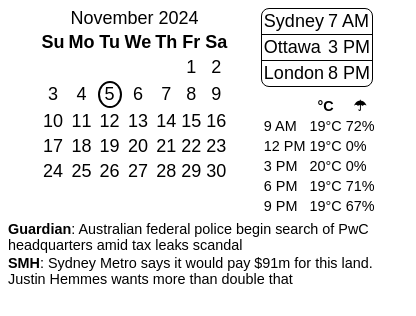 November 2024
Su Mo Tu We Th Fr Sa
1 2
3 4 5 6 7 8 9
10 11 12 13 14 15 16
17 18 19 20 21 22 23
24 25 26 27 28 29 30
Sydney 7 AM
Ottawa 3 PM
London 8 PM
°C ☂
9 AM 19°C 72%
12 PM 19°C 0%
3 PM 20°C 0%
6 PM 19°C 71%
9 PM 19°C 67%
Guardian: Australian federal police begin search of PwC
headquarters amid tax leaks scandal
SMH: Sydney Metro says it would pay $91m for this land.
Justin Hemmes wants more than double that